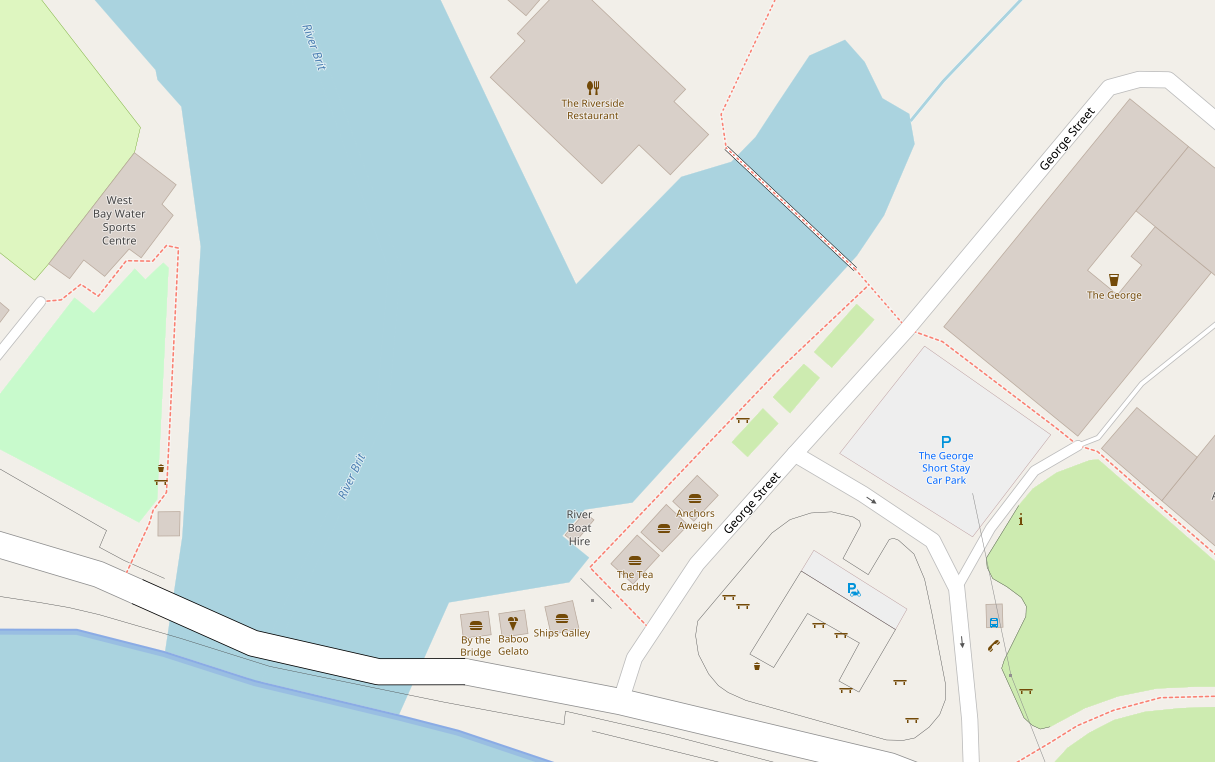 River Brit
The Riverside
Restaurant
George Street
West
Bay Water
Sports
Centre
The George
P
The George
Short Stay
Car Park
River Brit
George Street
River
Boat
Hire
Anchors
Aweigh
The Tea
Caddy
By the
Bridge
Baboo
Gelato
Ships Galley
P
i